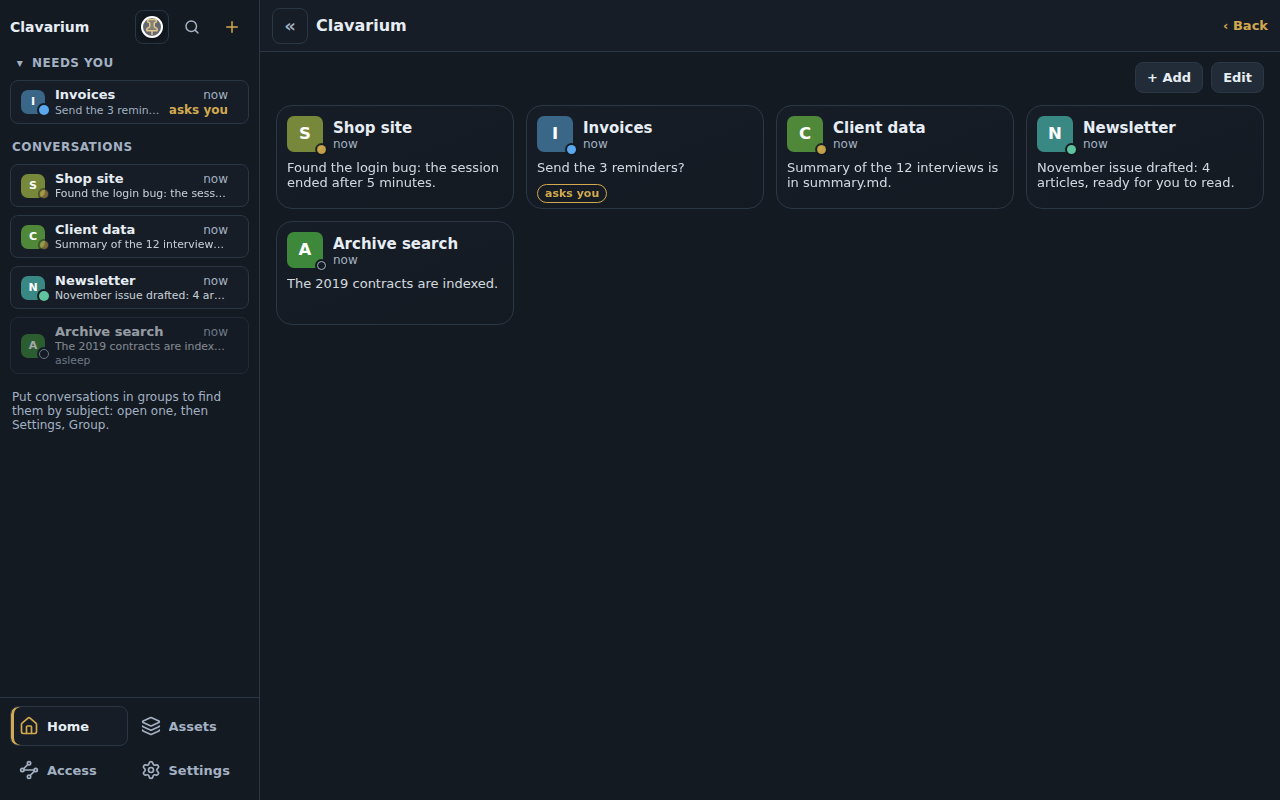 Clavarium
NEEDS YOU
Invoices
now
Send the 3 remin...
asks you
CONVERSATIONS
Shop site
now
Found the login bug: the sess...
Client data
now
Summary of the 12 interview...
Newsletter
now
November issue drafted: 4 ar...
Archive search
now
The 2019 contracts are index...
asleep
Put conversations in groups to find
them by subject: open one, then
Settings, Group.
Home
Assets
Access
Settings
«
Clavarium
‹ Back
+ Add
Edit
S
Shop site
now
Found the login bug: the session
ended after 5 minutes.
I
Invoices
now
Send the 3 reminders?
asks you
C
Client data
now
Summary of the 12 interviews is
in summary.md.
N
Newsletter
now
November issue drafted: 4
articles, ready for you to read.
A
Archive search
now
The 2019 contracts are indexed.